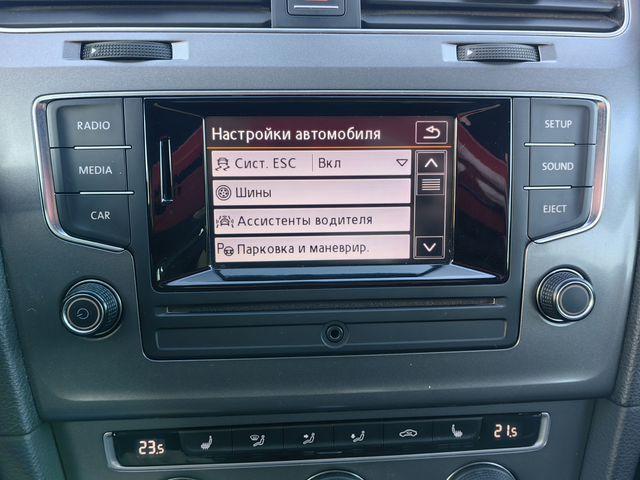 RADIO
MEDIA
CAR
Настройки автомобиля
Сист. ESC Вкл
Шины
Ассистенты водителя
P Парковка и маневрир.
SETUP
SOUND
EJECT
23.5
21.5